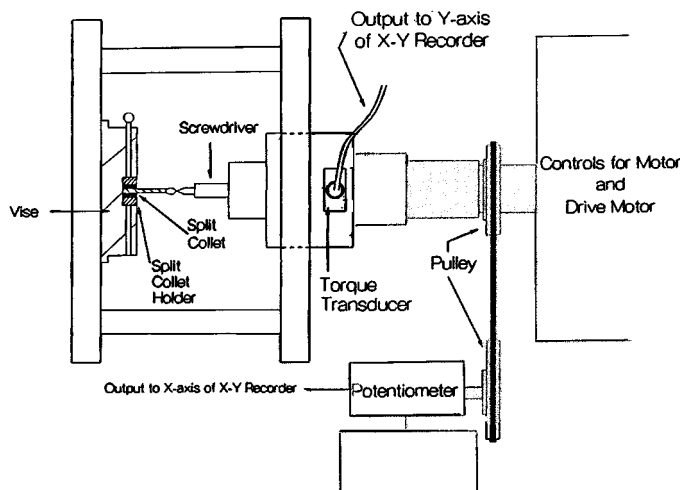 Output to Y-axis
of X-Y Recorder
Screwdriver
Controls for Motor
and
Drive Motor
Vise
Split
Collet
Split
Collet
Holder
Pulley
Torque
Transducer
Output to X-axis of X-Y Recorder
Potentiometer